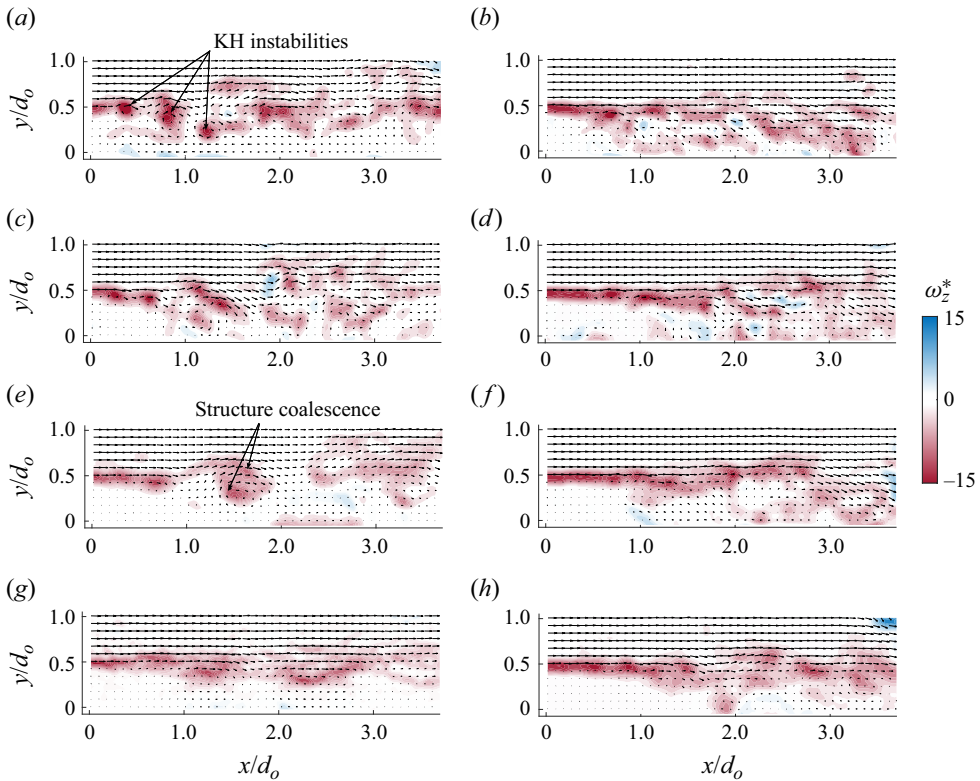 (a)
(b)
KH instabilities
1.0
0.5
0
y/d_o
0 1.0 2.0 3.0
1.0
0.5
0
0 1.0 2.0 3.0
(c)
(d)
1.0
0.5
0
y/d_o
0 1.0 2.0 3.0
1.0
0.5
0
0 1.0 2.0 3.0
ω_z^*
15
0
−15
(e)
(f)
Structure coalescence
1.0
0.5
0
y/d_o
0 1.0 2.0 3.0
1.0
0.5
0
0 1.0 2.0 3.0
(g)
(h)
1.0
0.5
0
y/d_o
0 1.0 2.0 3.0
x/d_o
1.0
0.5
0
0 1.0 2.0 3.0
x/d_o